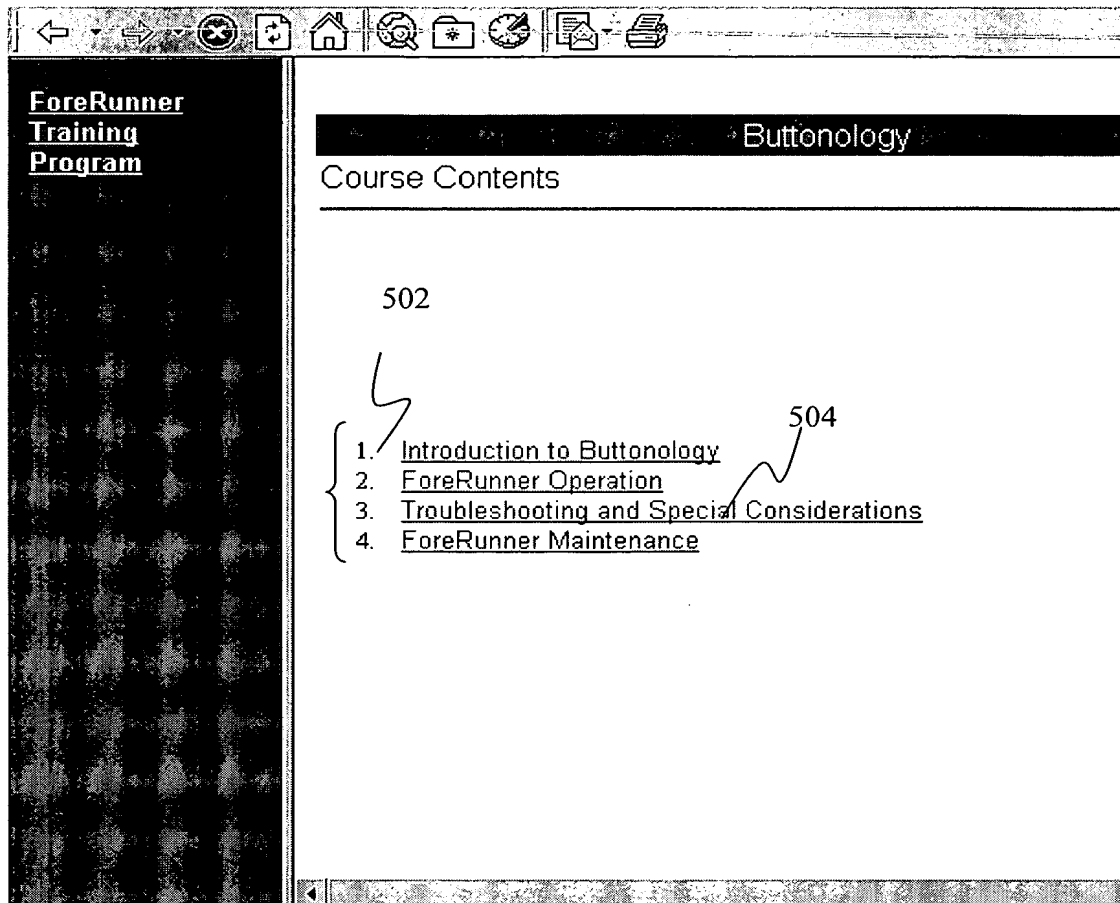 ForeRunner
Training
Program
Buttonology
Course Contents
502
504
1. Introduction to Buttonology
2. ForeRunner Operation
3. Troubleshooting and Special Considerations
4. ForeRunner Maintenance